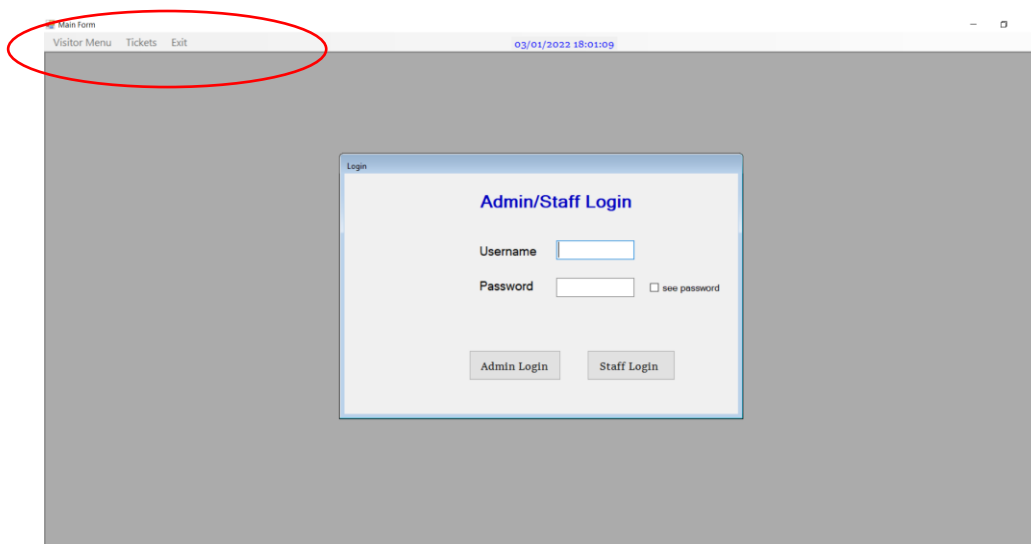 Main Form
Visitor Menu Tickets Exit 03/01/2022 18:01:09
Login
Admin/Staff Login
Username
Password see password
Admin Login Staff Login